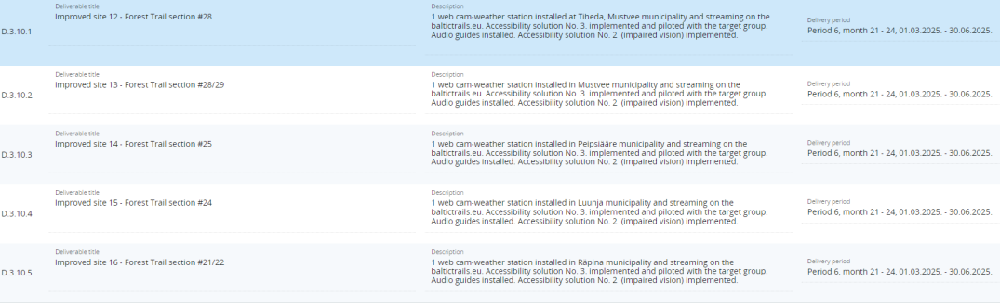 Deliverable title
Improved site 12 - Forest Trail section #28
Description
1 web cam-weather station installed at Tiheda, Mustvee municipality and streaming on the
baltictrails.eu. Accessibility solution No. 3. implemented and piloted with the target group.
Audio guides installed. Accessibility solution No. 2  (impaired vision) implemented.
Delivery period
Period 6, month 21 - 24, 01.03.2025. - 30.06.2025.
D.3.10.1
Deliverable title
Improved site 13 - Forest Trail section #28/29
Description
1 web cam-weather station installed in Mustvee municipality and streaming on the
baltictrails.eu. Accessibility solution No. 3. implemented and piloted with the target group.
Audio guides installed. Accessibility solution No. 2  (impaired vision) implemented.
Delivery period
Period 6, month 21 - 24, 01.03.2025. - 30.06.2025.
D.3.10.2
Deliverable title
Improved site 14 - Forest Trail section #25
Description
1 web cam-weather station installed in Peipsiääre municipality and streaming on the
baltictrails.eu. Accessibility solution No. 3. implemented and piloted with the target group.
Audio guides installed. Accessibility solution No. 2  (impaired vision) implemented.
Delivery period
Period 6, month 21 - 24, 01.03.2025. - 30.06.2025.
D.3.10.3
Deliverable title
Improved site 15 - Forest Trail section #24
Description
1 web cam-weather station installed in Luunja municipality and streaming on the
baltictrails.eu. Accessibility solution No. 3. implemented and piloted with the target group.
Audio guides installed. Accessibility solution No. 2  (impaired vision) implemented.
Delivery period
Period 6, month 21 - 24, 01.03.2025. - 30.06.2025.
D.3.10.4
Deliverable title
Improved site 16 - Forest Trail section #21/22
Description
1 web cam-weather station installed in Räpina municipality and streaming on the
baltictrails.eu. Accessibility solution No. 3. implemented and piloted with the target group.
Audio guides installed. Accessibility solution No. 2  (impaired vision) implemented.
Delivery period
Period 6, month 21 - 24, 01.03.2025. - 30.06.2025.
D.3.10.5